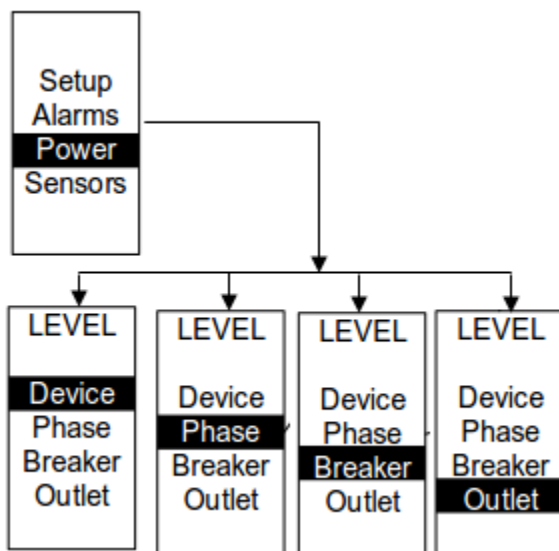 Setup
Alarms
Power
Sensors
LEVEL
Device
Phase
Breaker
Outlet
LEVEL
Device
Phase
Breaker
Outlet
LEVEL
Device
Phase
Breaker
Outlet
LEVEL
Device
Phase
Breaker
Outlet